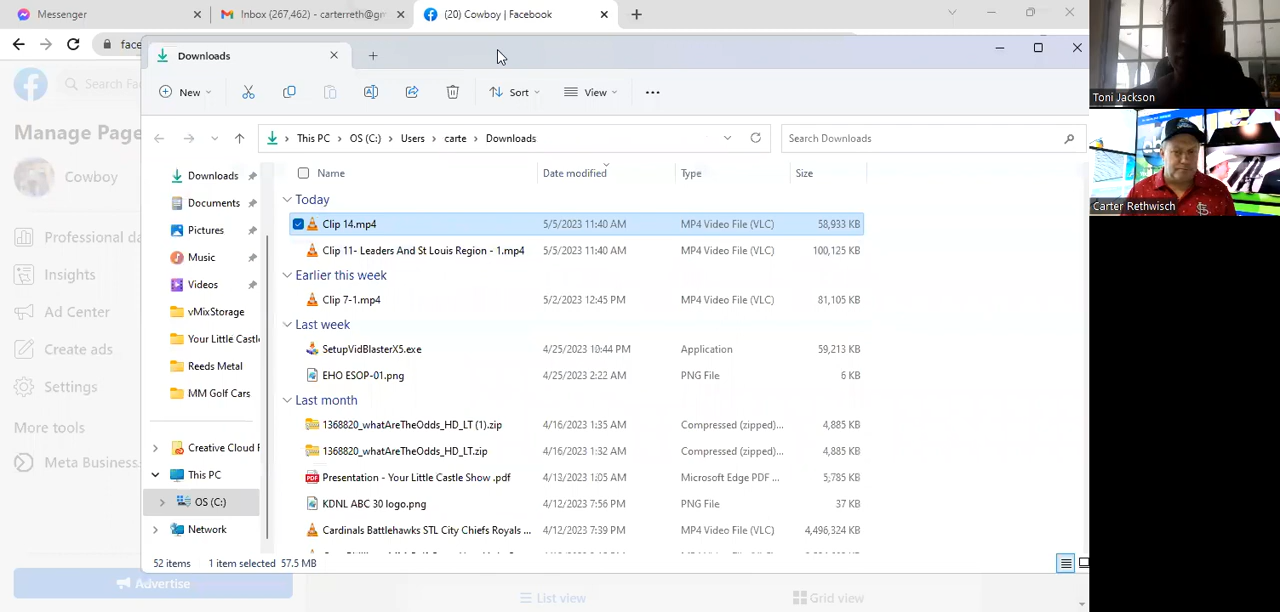 Messenger
Inbox (267,462) - carterreth@gm
(20) Cowboy | Facebook
face
Downloads
New
Sort
View
This PC > OS (C:) > Users > carte > Downloads
Search Downloads
Search Fac
Manage Page
Cowboy
Professional da
Insights
Ad Center
Create ads
Settings
More tools
Meta Business
Advertise
Downloads
Documents
Pictures
Music
Videos
vMixStorage
Your Little Castle
Reeds Metal
MM Golf Cars
Creative Cloud F
This PC
OS (C:)
Network
Name Date modified Type Size
Today
Clip 14.mp4 5/5/2023 11:40 AM MP4 Video File (VLC) 58,933 KB
Clip 11- Leaders And St Louis Region - 1.mp4 5/5/2023 11:40 AM MP4 Video File (VLC) 100,125 KB
Earlier this week
Clip 7-1.mp4 5/2/2023 12:45 PM MP4 Video File (VLC) 81,105 KB
Last week
SetupVidBlasterX5.exe 4/25/2023 10:44 PM Application 59,213 KB
EHO ESOP-01.png 4/25/2023 2:22 AM PNG File 6 KB
Last month
1368820_whatAreTheOdds_HD_LT (1).zip 4/16/2023 1:35 AM Compressed (zipped)... 4,885 KB
1368820_whatAreTheOdds_HD_LT.zip 4/16/2023 1:32 AM Compressed (zipped)... 4,885 KB
Presentation - Your Little Castle Show .pdf 4/13/2023 1:05 AM Microsoft Edge PDF ... 5,785 KB
KDNL ABC 30 logo.png 4/12/2023 7:56 PM PNG File 37 KB
Cardinals Battlehawks STL City Chiefs Royals ... 4/12/2023 7:39 PM MP4 Video File (VLC) 4,496,324 KB
52 items 1 item selected 57.5 MB
List view
Grid view
Toni Jackson
Carter Rethwisch